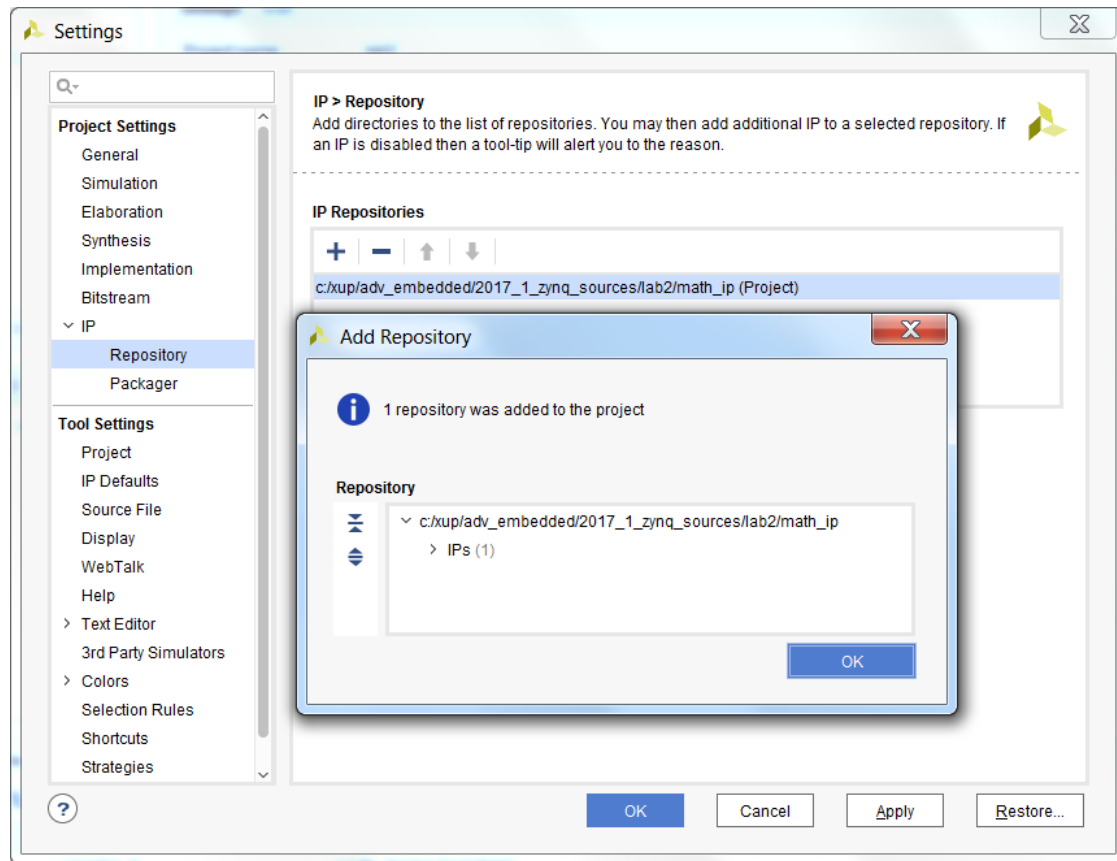 Settings
Project Settings
General
Simulation
Elaboration
Synthesis
Implementation
Bitstream
IP
Repository
Packager
Tool Settings
Project
IP Defaults
Source File
Display
WebTalk
Help
Text Editor
3rd Party Simulators
Colors
Selection Rules
Shortcuts
Strategies
IP > Repository
Add directories to the list of repositories. You may then add additional IP to a selected repository. If
an IP is disabled then a tool-tip will alert you to the reason.
IP Repositories
c:/xup/adv_embedded/2017_1_zynq_sources/lab2/math_ip (Project)
Add Repository
1 repository was added to the project
Repository
c:/xup/adv_embedded/2017_1_zynq_sources/lab2/math_ip
IPs (1)
OK
?
OK
Cancel
Apply
Restore...